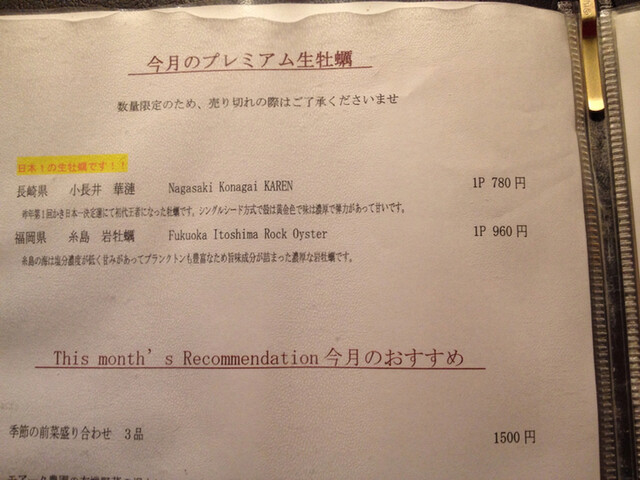 今月のプレミアム生牡蠣
数量限定のため、売り切れの際はご了承くださいませ
日本１の生牡蠣です！！
長崎県 小長井 華漣 Nagasaki Konagai KAREN 1P 780円
昨年第1回かき日本一決定選にて初代王者になった牡蠣です。シングルシード方式で殻は黄金色で味は濃厚で弾力があって甘いです。
福岡県 糸島 岩牡蠣 Fukuoka Itoshima Rock Oyster 1P 960円
糸島の海は塩分濃度が低く甘みがあってプランクトンも豊富なため旨味成分が詰まった濃厚な岩牡蠣です。
This month's Recommendation 今月のおすすめ
季節の前菜盛り合わせ 3品 1500円